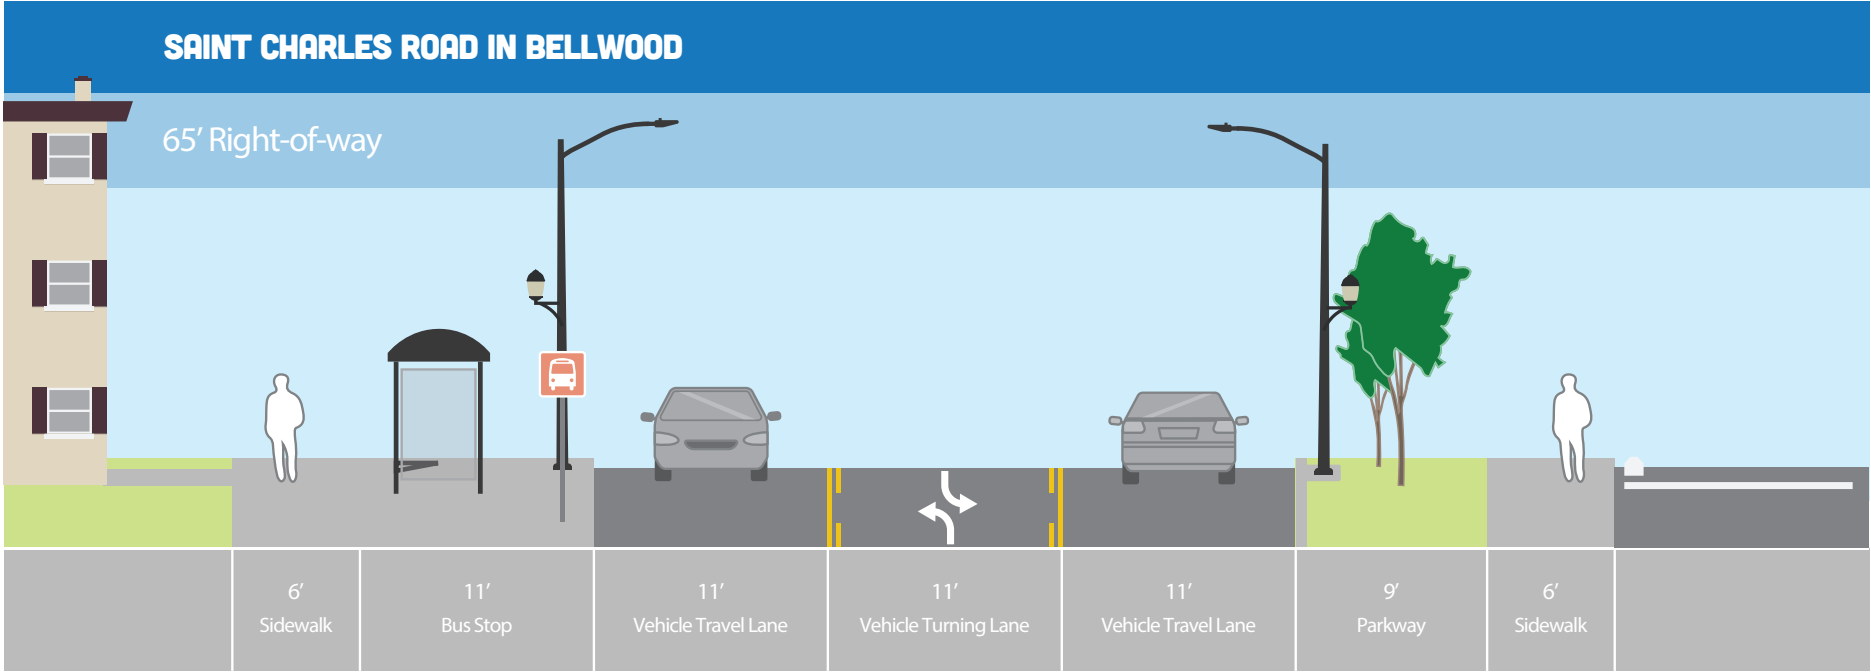 SAINT CHARLES ROAD IN BELLWOOD
65’ Right-of-way
6’
Sidewalk
11’
Bus Stop
11’
Vehicle Travel Lane
11’
Vehicle Turning Lane
11’
Vehicle Travel Lane
9’
Parkway
6’
Sidewalk